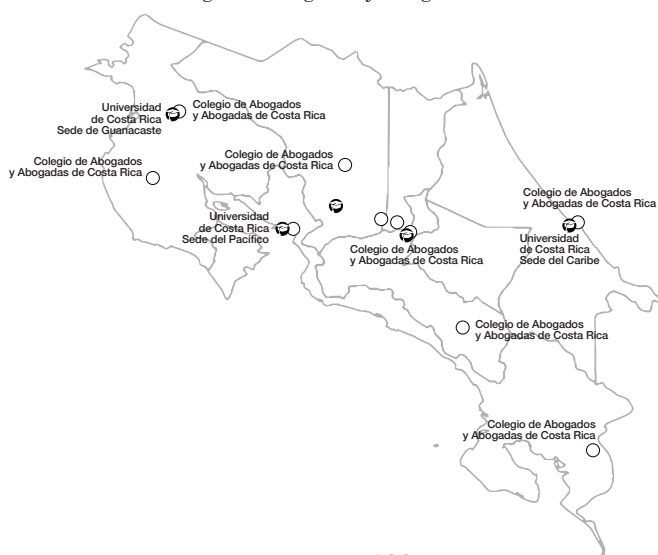 Universidad
de Costa Rica
Sede de Guanacaste
Colegio de Abogados
y Abogadas de Costa Rica
Colegio de Abogados
y Abogadas de Costa Rica
Colegio de Abogados
y Abogadas de Costa Rica
Universidad
de Costa Rica
Sede del Pacífico
Colegio de Abogados
y Abogadas de Costa Rica
Colegio de Abogados
y Abogadas de Costa Rica
Universidad
de Costa Rica
Sede del Caribe
Colegio de Abogados
y Abogadas de Costa Rica
Colegio de Abogados
y Abogadas de Costa Rica